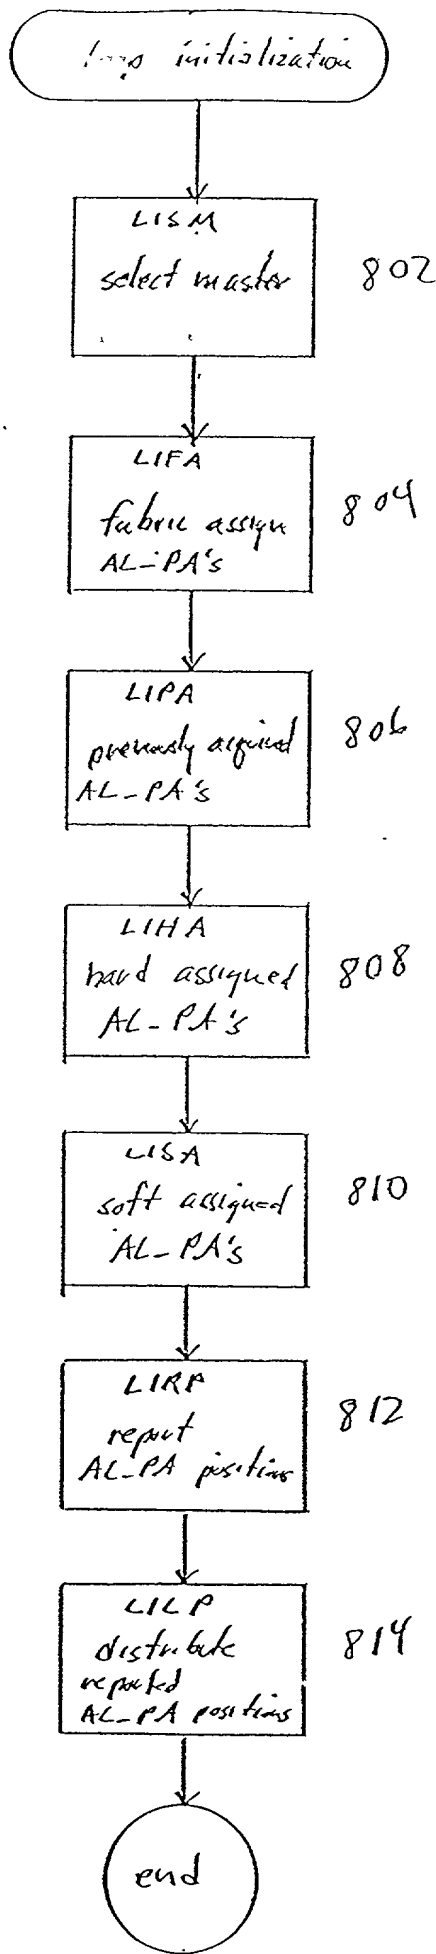 loop initialization
LISM
select master
802
LIFA
fabric assign
AL_PA's
804
LIPA
previously acquired
AL_PA's
806
LIHA
hard assigned
AL_PA's
808
LISA
soft assigned
AL_PA's
810
LIRP
report
AL_PA positions
812
LILP
distribute
reported
AL_PA positions
814
end